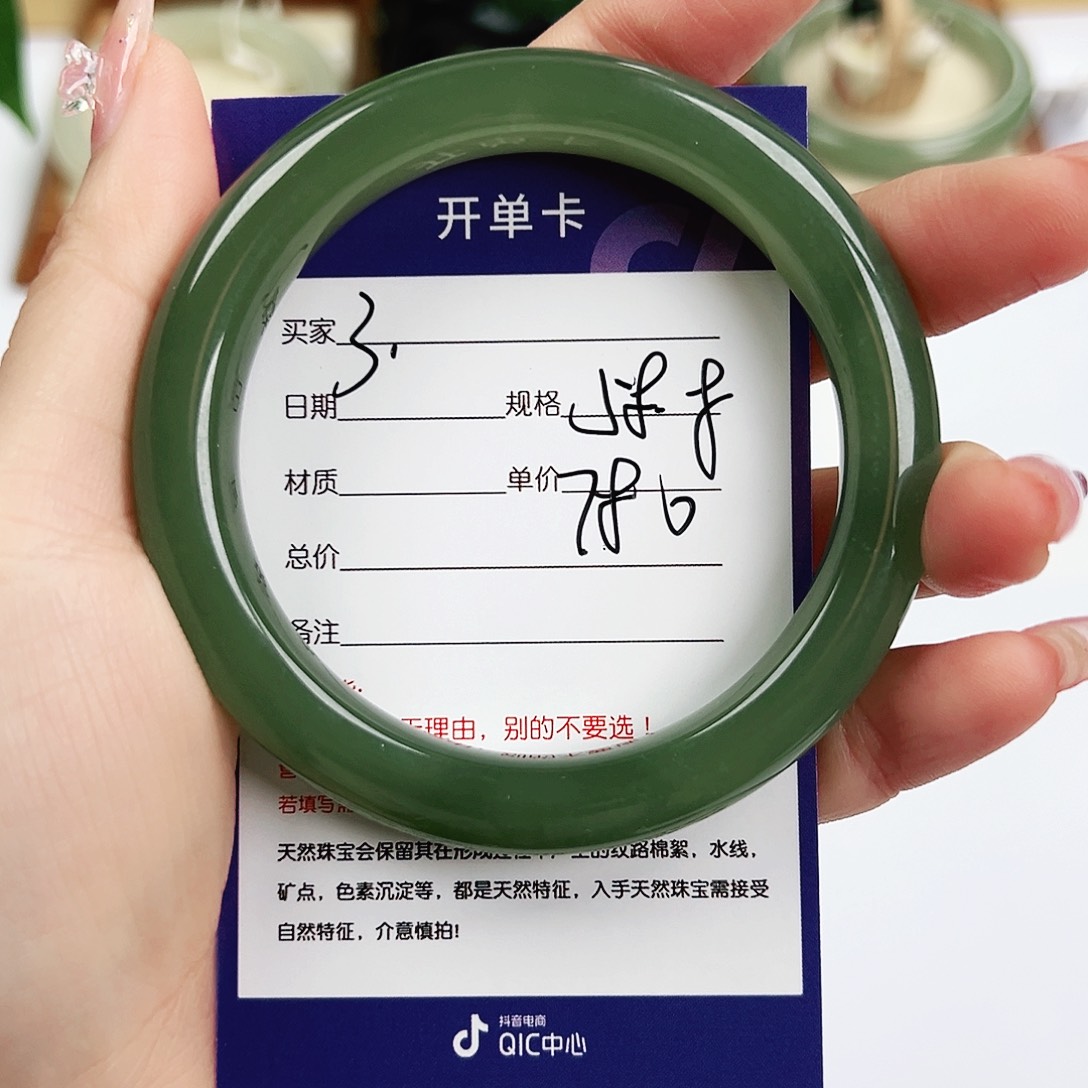 开单卡
买家 3.
日期 规格
材质 单价
总价
备注
理由，别的不要选！
若填写
天然珠宝会保留其在形成过程中产生的纹路棉絮，水线，
矿点，色素沉淀等，都是天然特征，入手天然珠宝需接受
自然特征，介意慎拍!
抖音电商
QIC中心